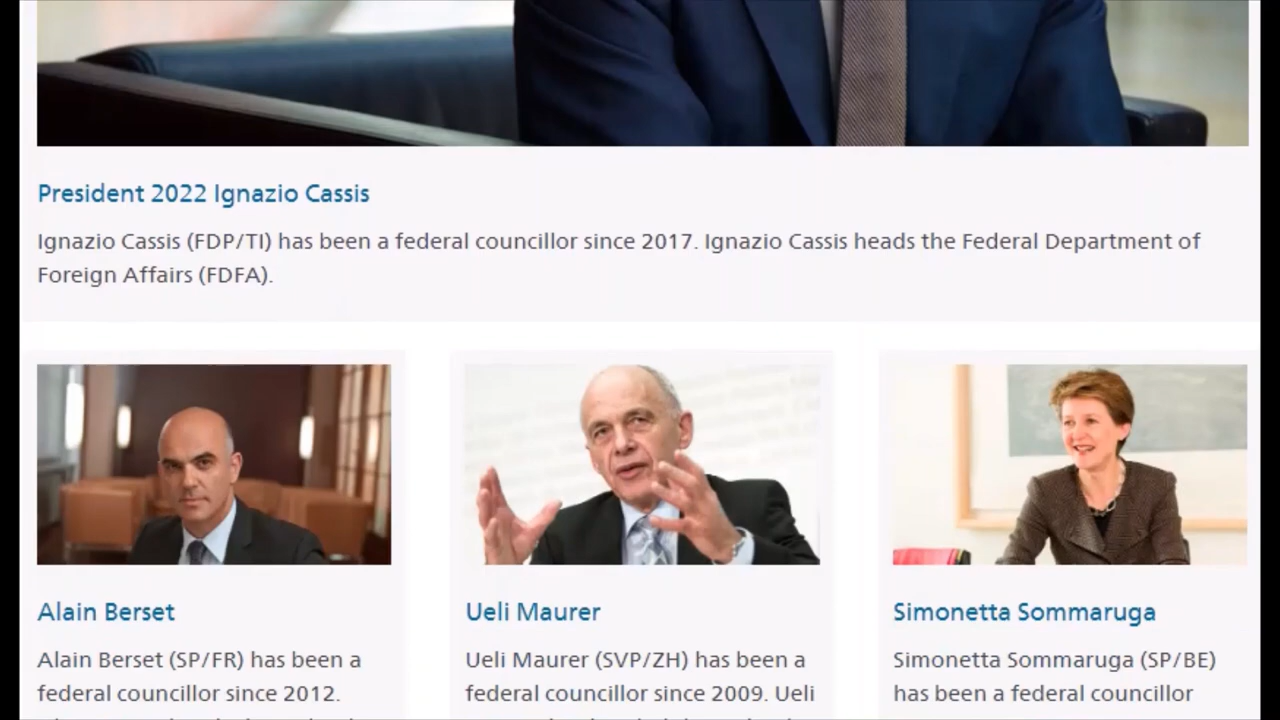 President 2022 Ignazio Cassis
Ignazio Cassis (FDP/TI) has been a federal councillor since 2017. Ignazio Cassis heads the Federal Department of
Foreign Affairs (FDFA).
Alain Berset
Alain Berset (SP/FR) has been a
federal councillor since 2012.
Ueli Maurer
Ueli Maurer (SVP/ZH) has been a
federal councillor since 2009. Ueli
Simonetta Sommaruga
Simonetta Sommaruga (SP/BE)
has been a federal councillor